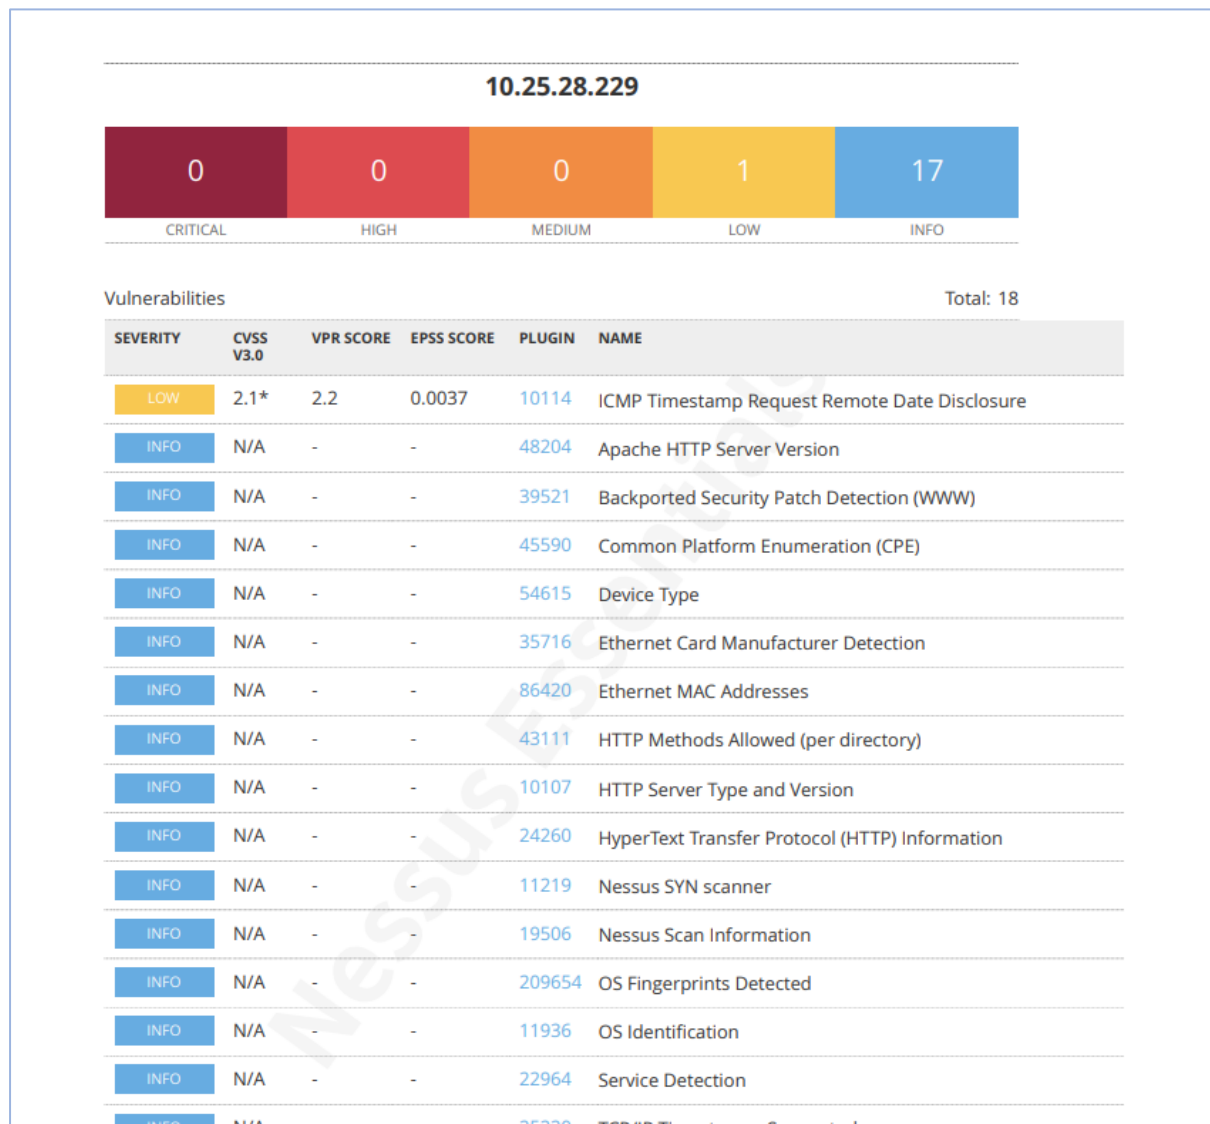 10.25.28.229
0 0 0 1 17
CRITICAL HIGH MEDIUM LOW INFO
Vulnerabilities Total: 18
SEVERITY CVSS V3.0 VPR SCORE EPSS SCORE PLUGIN NAME
LOW 2.1* 2.2 0.0037 10114 ICMP Timestamp Request Remote Date Disclosure
INFO N/A - - 48204 Apache HTTP Server Version
INFO N/A - - 39521 Backported Security Patch Detection (WWW)
INFO N/A - - 45590 Common Platform Enumeration (CPE)
INFO N/A - - 54615 Device Type
INFO N/A - - 35716 Ethernet Card Manufacturer Detection
INFO N/A - - 86420 Ethernet MAC Addresses
INFO N/A - - 43111 HTTP Methods Allowed (per directory)
INFO N/A - - 10107 HTTP Server Type and Version
INFO N/A - - 24260 HyperText Transfer Protocol (HTTP) Information
INFO N/A - - 11219 Nessus SYN scanner
INFO N/A - - 19506 Nessus Scan Information
INFO N/A - - 209654 OS Fingerprints Detected
INFO N/A - - 11936 OS Identification
INFO N/A - - 22964 Service Detection
Nessus Essentials